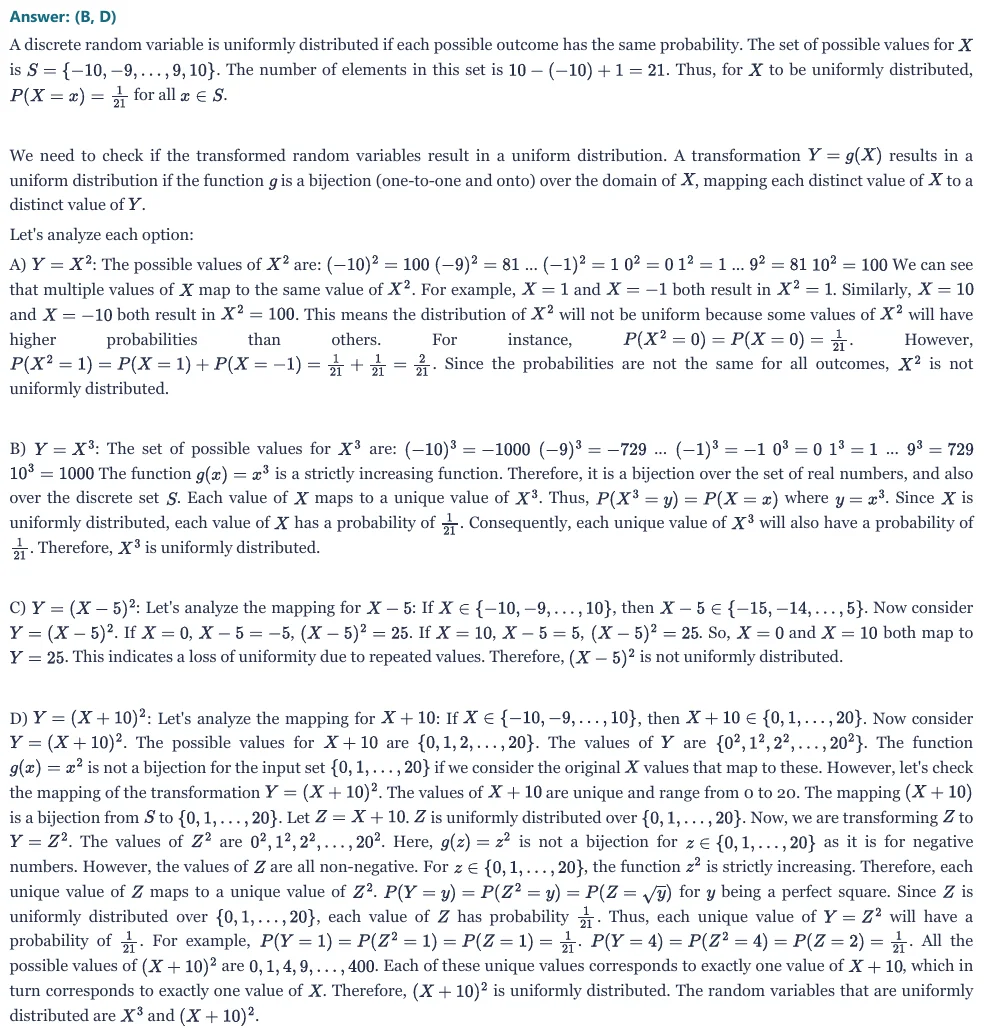 Answer: (B, D)
A discrete random variable is uniformly distributed if each possible outcome has the same probability. The set of possible values for X
is S = {−10, −9, . . . , 9, 10}. The number of elements in this set is 10 − (−10) + 1 = 21. Thus, for X to be uniformly distributed,
P(X = x) = 1/21 for all x ∈ S.
We need to check if the transformed random variables result in a uniform distribution. A transformation Y = g(X) results in a
uniform distribution if the function g is a bijection (one-to-one and onto) over the domain of X, mapping each distinct value of X to a
distinct value of Y.
Let's analyze each option:
A) Y = X²: The possible values of X² are: (−10)² = 100 (−9)² = 81 ... (−1)² = 1 0² = 0 1² = 1 ... 9² = 81 10² = 100 We can see
that multiple values of X map to the same value of X². For example, X = 1 and X = −1 both result in X² = 1. Similarly, X = 10
and X = −10 both result in X² = 100. This means the distribution of X² will not be uniform because some values of X² will have
higher probabilities than others. For instance, P(X² = 0) = P(X = 0) = 1/21. However,
P(X² = 1) = P(X = 1) + P(X = −1) = 1/21 + 1/21 = 2/21. Since the probabilities are not the same for all outcomes, X² is not
uniformly distributed.
B) Y = X³: The set of possible values for X³ are: (−10)³ = −1000 (−9)³ = −729 ... (−1)³ = −1 0³ = 0 1³ = 1 ... 9³ = 729
10³ = 1000 The function g(x) = x³ is a strictly increasing function. Therefore, it is a bijection over the set of real numbers, and also
over the discrete set S. Each value of X maps to a unique value of X³. Thus, P(X³ = y) = P(X = x) where y = x³. Since X is
uniformly distributed, each value of X has a probability of 1/21. Consequently, each unique value of X³ will also have a probability of
1/21. Therefore, X³ is uniformly distributed.
C) Y = (X − 5)²: Let's analyze the mapping for X − 5: If X ∈ {−10, −9, . . . , 10}, then X − 5 ∈ {−15, −14, . . . , 5}. Now consider
Y = (X − 5)². If X = 0, X − 5 = −5, (X − 5)² = 25. If X = 10, X − 5 = 5, (X − 5)² = 25. So, X = 0 and X = 10 both map to
Y = 25. This indicates a loss of uniformity due to repeated values. Therefore, (X − 5)² is not uniformly distributed.
D) Y = (X + 10)²: Let's analyze the mapping for X + 10: If X ∈ {−10, −9, . . . , 10}, then X + 10 ∈ {0, 1, . . . , 20}. Now consider
Y = (X + 10)². The possible values for X + 10 are {0, 1, 2, . . . , 20}. The values of Y are {0², 1², 2², . . . , 20²}. The function
g(x) = x² is not a bijection for the input set {0, 1, . . . , 20} if we consider the original X values that map to these. However, let's check
the mapping of the transformation Y = (X + 10)². The values of X + 10 are unique and range from 0 to 20. The mapping (X + 10)
is a bijection from S to {0, 1, . . . , 20}. Let Z = X + 10. Z is uniformly distributed over {0, 1, . . . , 20}. Now, we are transforming Z to
Y = Z². The values of Z² are 0², 1², 2², . . . , 20². Here, g(z) = z² is not a bijection for z ∈ {0, 1, . . . , 20} as it is for negative
numbers. However, the values of Z are all non-negative. For z ∈ {0, 1, . . . , 20}, the function z² is strictly increasing. Therefore, each
unique value of Z maps to a unique value of Z². P(Y = y) = P(Z² = y) = P(Z = √y) for y being a perfect square. Since Z is
uniformly distributed over {0, 1, . . . , 20}, each value of Z has probability 1/21. Thus, each unique value of Y = Z² will have a
probability of 1/21. For example, P(Y = 1) = P(Z² = 1) = P(Z = 1) = 1/21. P(Y = 4) = P(Z² = 4) = P(Z = 2) = 1/21. All the
possible values of (X + 10)² are 0, 1, 4, 9, . . . , 400. Each of these unique values corresponds to exactly one value of X + 10, which in
turn corresponds to exactly one value of X. Therefore, (X + 10)² is uniformly distributed. The random variables that are uniformly
distributed are X³ and (X + 10)².